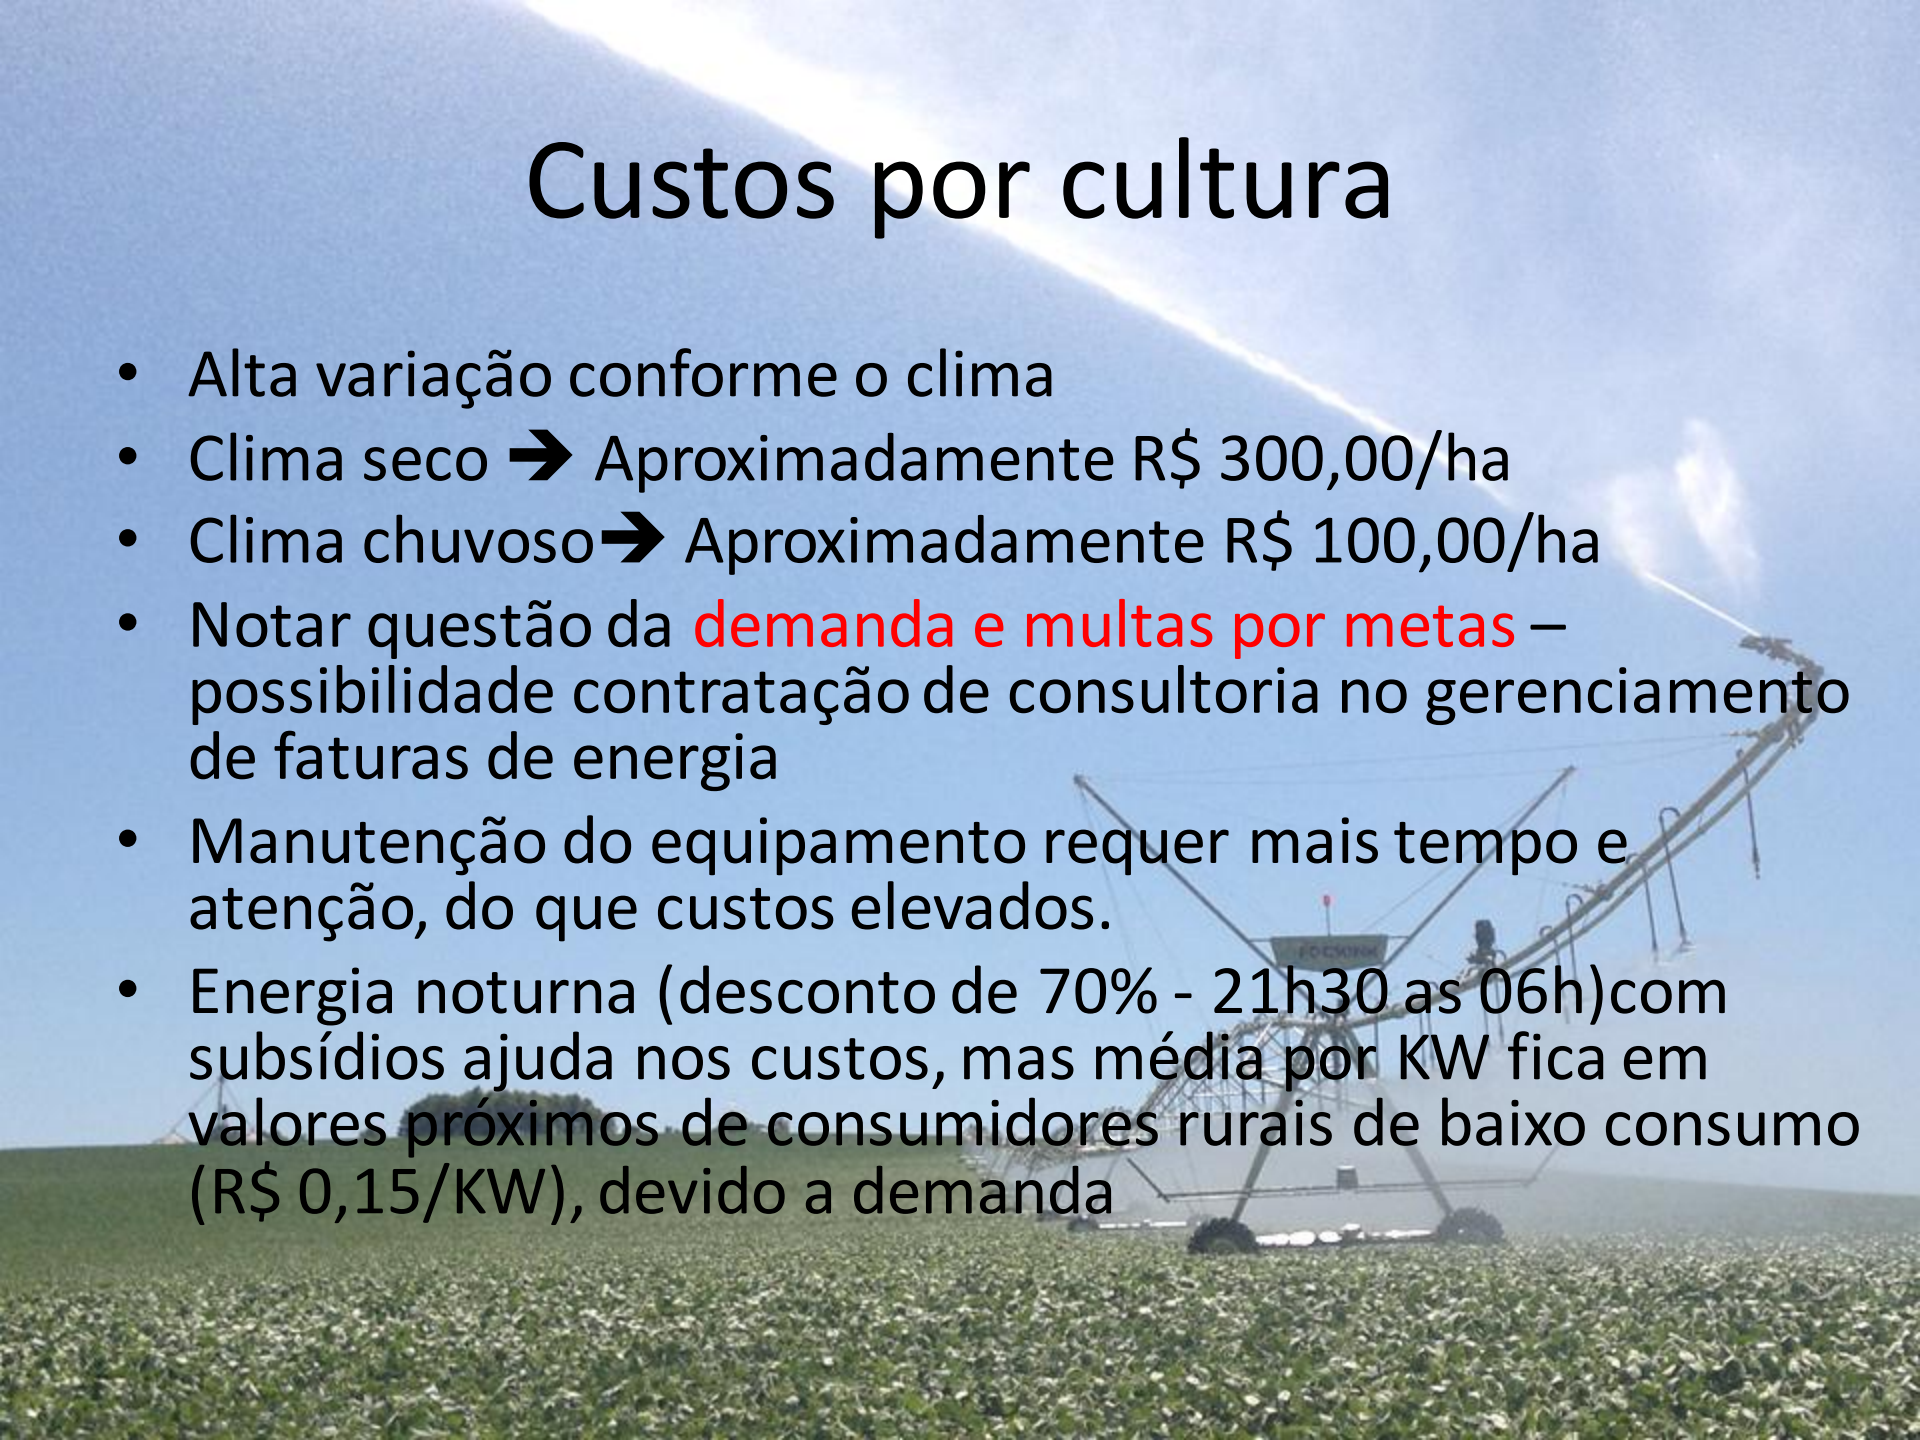 Custos por cultura
• Alta variação conforme o clima
• Clima seco 🡺 Aproximadamente R$ 300,00/ha
• Clima chuvoso🡺 Aproximadamente R$ 100,00/ha
• Notar questão da demanda e multas por metas –
possibilidade contratação de consultoria no gerenciamento
de faturas de energia
• Manutenção do equipamento requer mais tempo e
atenção, do que custos elevados.
• Energia noturna (desconto de 70% - 21h30 as 06h)com
subsídios ajuda nos custos, mas média por KW fica em
valores próximos de consumidores rurais de baixo consumo
(R$ 0,15/KW), devido a demanda